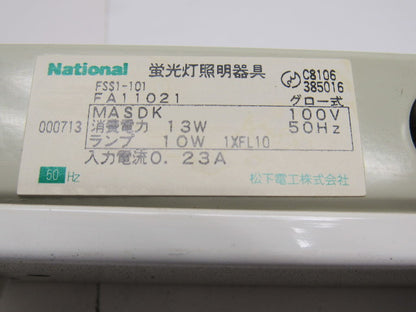 National 蛍光灯照明器具 C8106
FSS1-101 385016
FA11021 グロー式
MASDK 100V
000713 消費電力 13W 50Hz
ランプ 10W 1XFL10
入力電流0.23A
50 Hz 松下電工株式会社